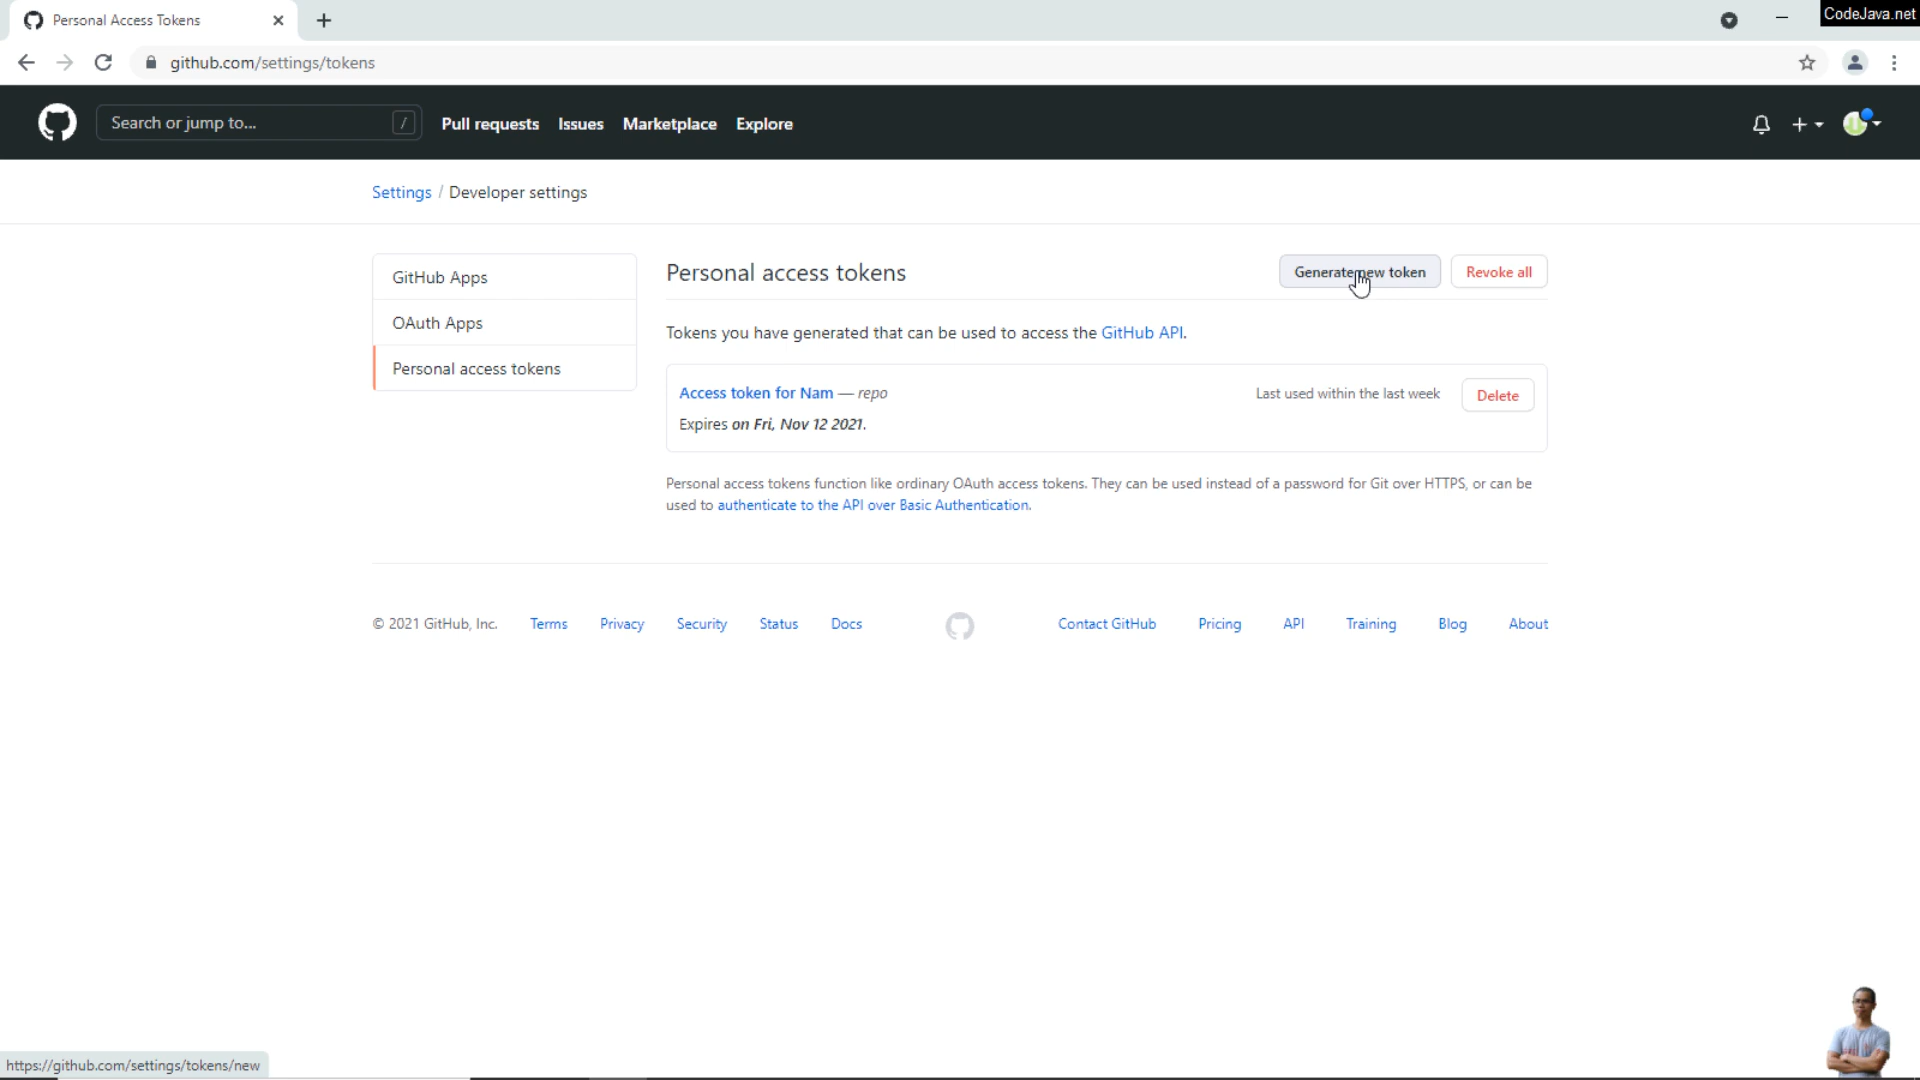 Personal Access Tokens
CodeJava.net
github.com/settings/tokens
Search or jump to... /
Pull requests Issues Marketplace Explore
Settings / Developer settings
GitHub Apps
OAuth Apps
Personal access tokens
Personal access tokens
Generate new token
Revoke all
Tokens you have generated that can be used to access the GitHub API.
Access token for Nam — repo
Last used within the last week
Delete
Expires on Fri, Nov 12 2021.
Personal access tokens function like ordinary OAuth access tokens. They can be used instead of a password for Git over HTTPS, or can be
used to authenticate to the API over Basic Authentication.
© 2021 GitHub, Inc. Terms Privacy Security Status Docs Contact GitHub Pricing API Training Blog About
https://github.com/settings/tokens/new